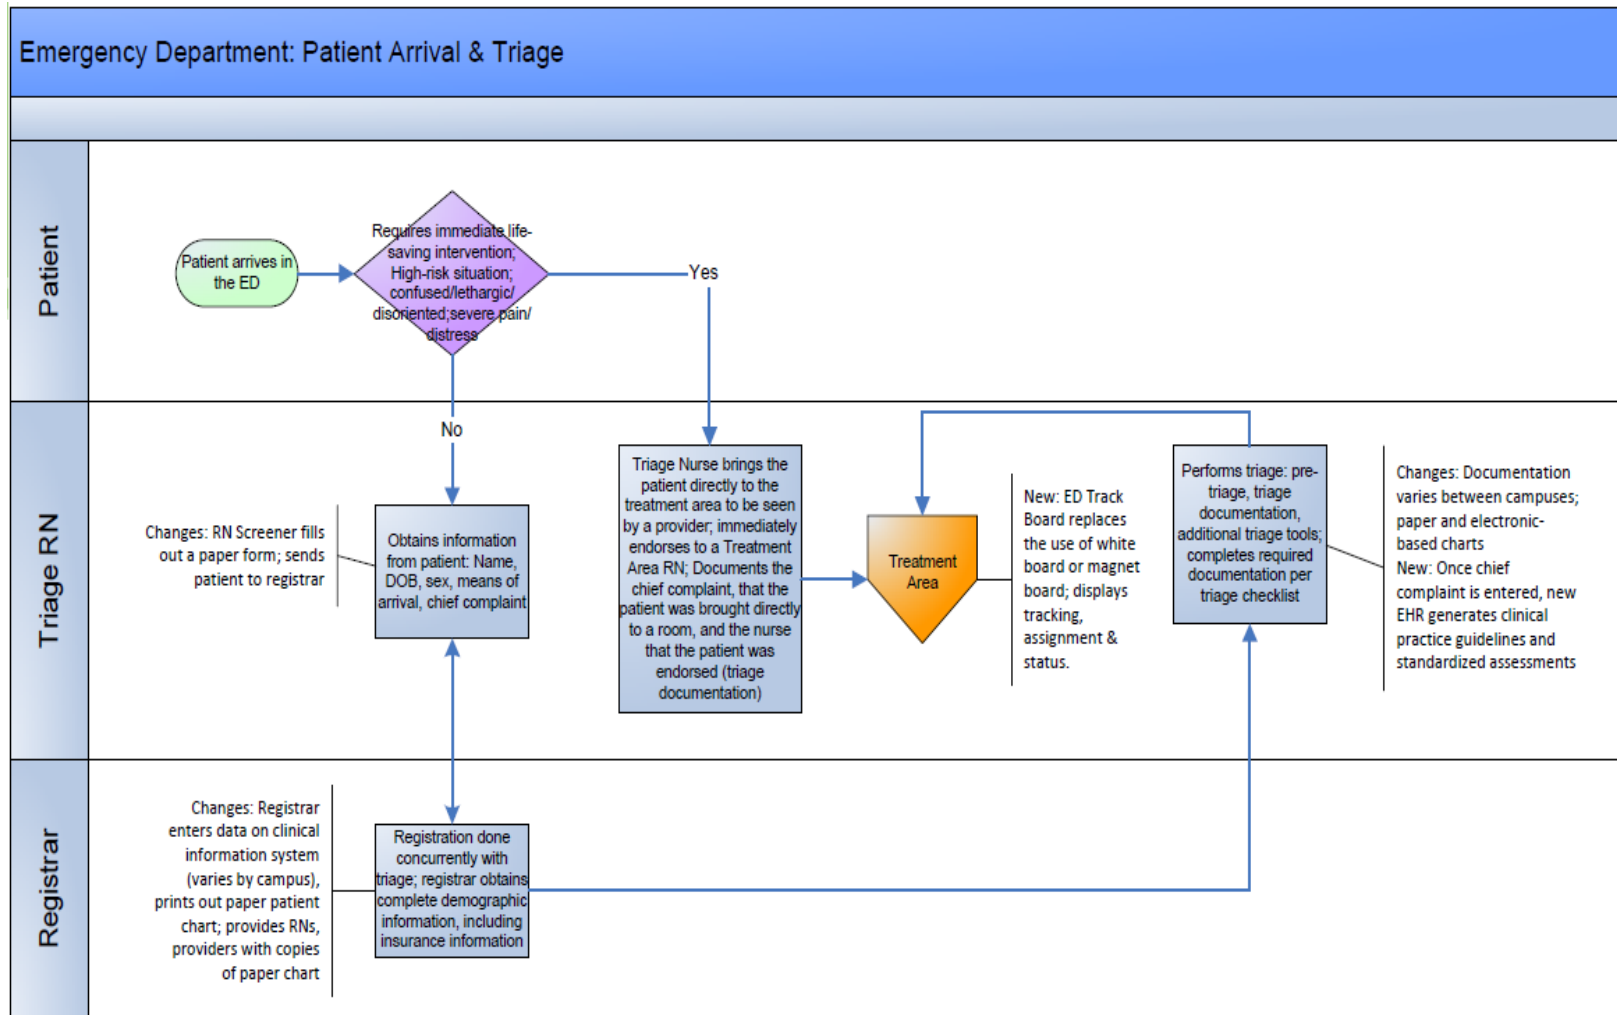 Emergency Department: Patient Arrival & Triage
Patient
Patient arrives in
the ED
Requires immediate life-
saving intervention;
High-risk situation;
confused/lethargic/
disoriented;severe pain/
distress
Yes
No
Triage RN
Changes: RN Screener fills
out a paper form; sends
patient to registrar
Obtains information
from patient: Name,
DOB, sex, means of
arrival, chief complaint
Triage Nurse brings the
patient directly to the
treatment area to be seen
by a provider; immediately
endorses to a Treatment
Area RN; Documents the
chief complaint, that the
patient was brought directly
to a room, and the nurse
that the patient was
endorsed (triage
documentation)
Treatment
Area
New: ED Track
Board replaces
the use of white
board or magnet
board; displays
tracking,
assignment &
status.
Performs triage: pre-
triage, triage
documentation,
additional triage tools;
completes required
documentation per
triage checklist
Changes: Documentation
varies between campuses;
paper and electronic-
based charts
New: Once chief
complaint is entered, new
EHR generates clinical
practice guidelines and
standardized assessments
Registrar
Changes: Registrar
enters data on clinical
information system
(varies by campus),
prints out paper patient
chart; provides RNs,
providers with copies
of paper chart
Registration done
concurrently with
triage; registrar obtains
complete demographic
information, including
insurance information